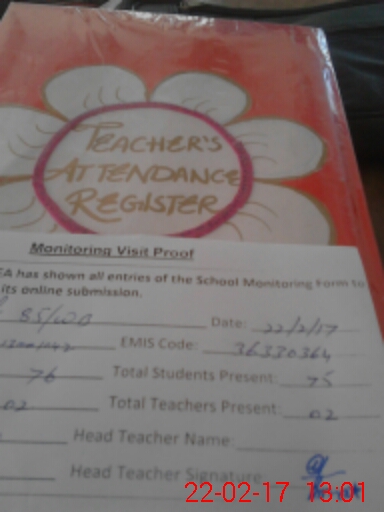 TEACHER'S
ATTENDANCE
REGISTER
Monitoring Visit Proof
EA has shown all entries of the School Monitoring Form to
its online submission.
Date: 22/2/17
EMIS Code: 36330364
76 Total Students Present: 75
02 Total Teachers Present: 02
Head Teacher Name:
Head Teacher Signature:
22-02-17 13:01